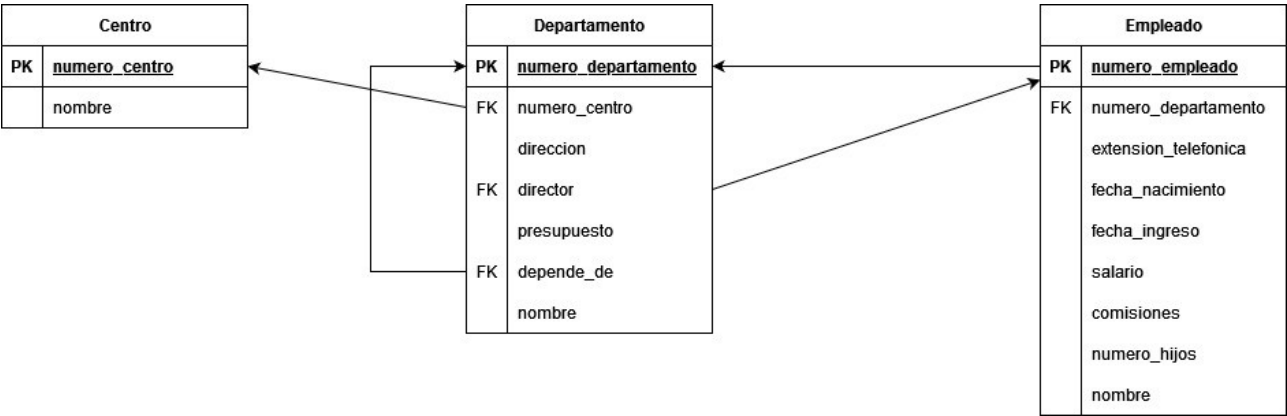 Centro
PK numero_centro
nombre
Departamento
PK numero_departamento
FK numero_centro
direccion
FK director
presupuesto
FK depende_de
nombre
Empleado
PK numero_empleado
FK numero_departamento
extension_telefonica
fecha_nacimiento
fecha_ingreso
salario
comisiones
numero_hijos
nombre